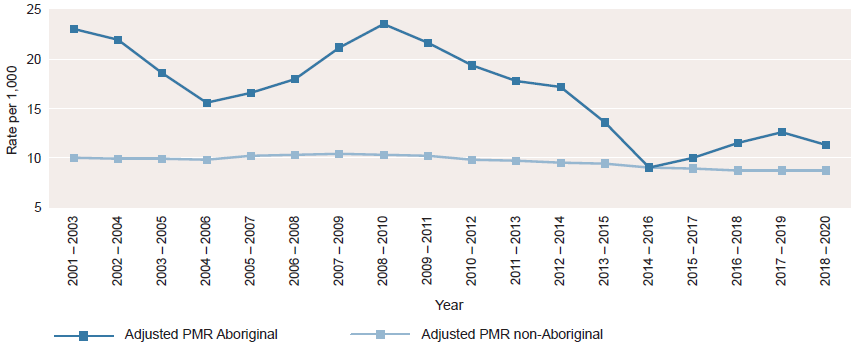 25
20
15
10
5
Rate per 1,000
2001 – 2003
2002 – 2004
2003 – 2005
2004 – 2006
2005 – 2007
2006 – 2008
2007 – 2009
2008 – 2010
2009 – 2011
2010 – 2012
2011 – 2013
2012 – 2014
2013 – 2015
2014 – 2016
2015 – 2017
2016 – 2018
2017 – 2019
2018 – 2020
Year
Adjusted PMR Aboriginal
Adjusted PMR non-Aboriginal